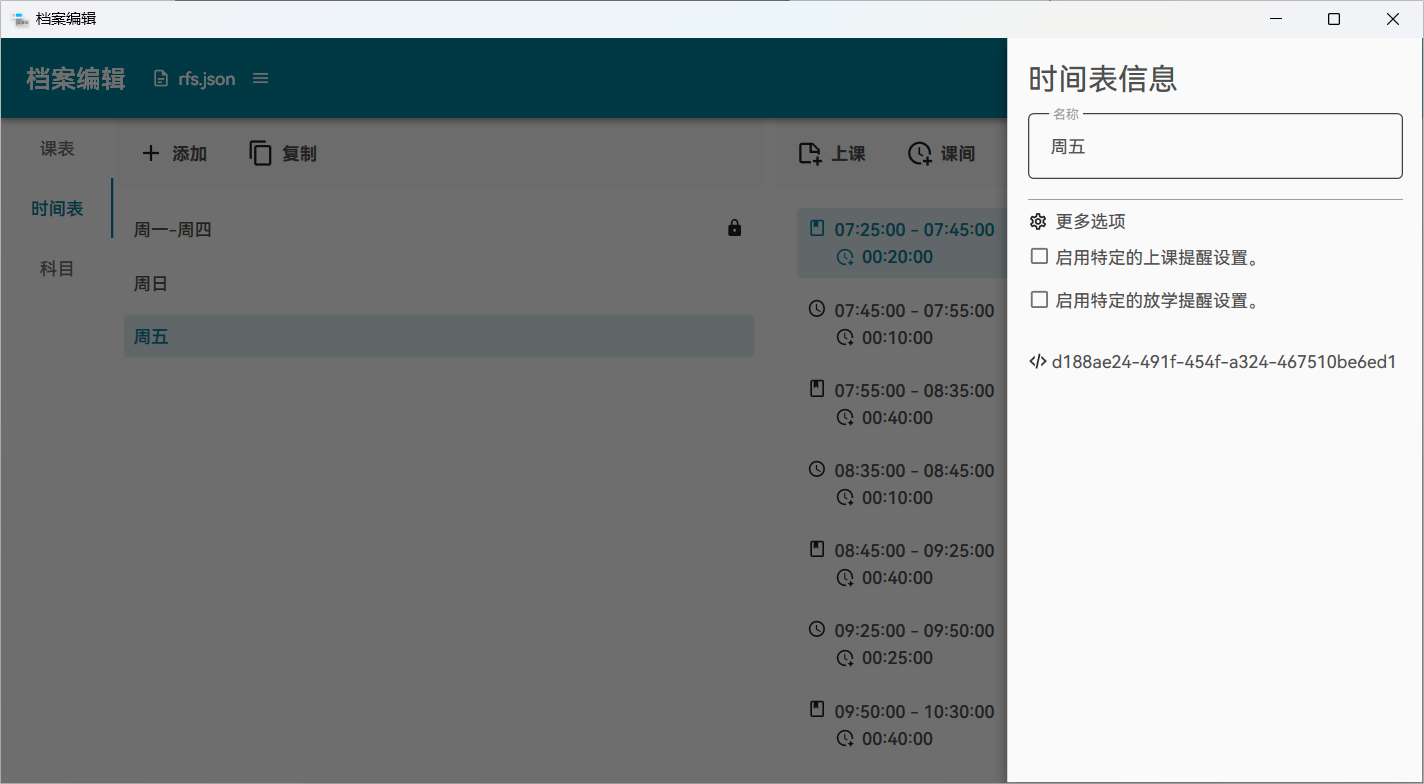 档案编辑
档案编辑 rfs.json
课表
时间表
科目
添加 复制
周一-周四
周日
周五
上课 课间
07:25:00 - 07:45:00
00:20:00
07:45:00 - 07:55:00
00:10:00
07:55:00 - 08:35:00
00:40:00
08:35:00 - 08:45:00
00:10:00
08:45:00 - 09:25:00
00:40:00
09:25:00 - 09:50:00
00:25:00
09:50:00 - 10:30:00
00:40:00
时间表信息
名称
周五
更多选项
启用特定的上课提醒设置。
启用特定的放学提醒设置。
d188ae24-491f-454f-a324-467510be6ed1